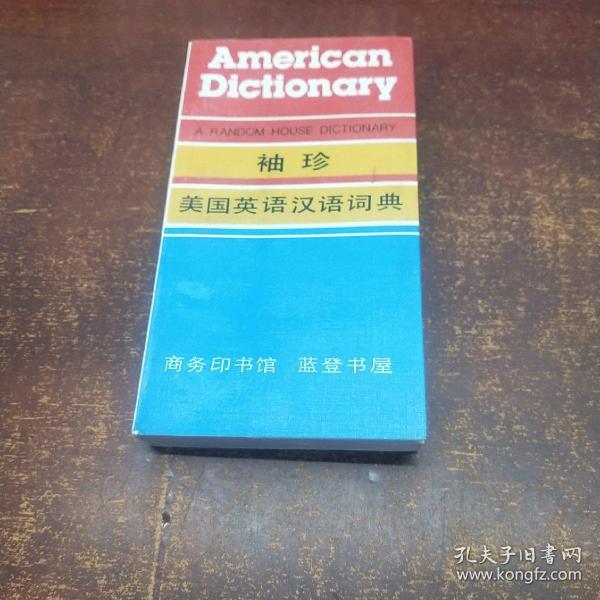 American
Dictionary
A RANDOM HOUSE DICTIONARY
袖珍
美国英语汉语词典
商务印书馆 蓝登书屋
孔夫子旧书网
www.kongfz.com